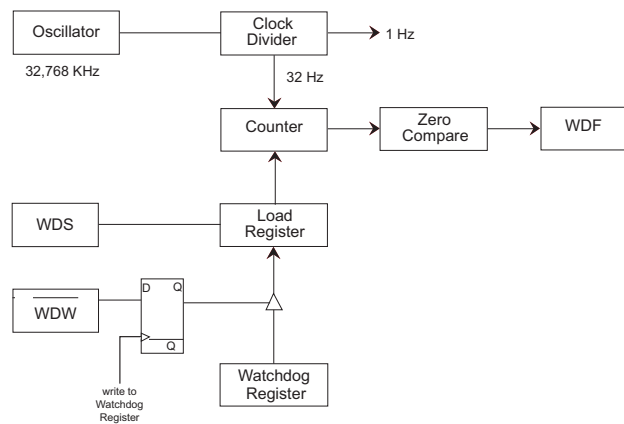 Oscillator
Clock
Divider
1 Hz
32,768 KHz
32 Hz
Counter
Zero
Compare
WDF
WDS
Load
Register
WDW
D
Q
Q
write to
Watchdog
Register
Watchdog
Register